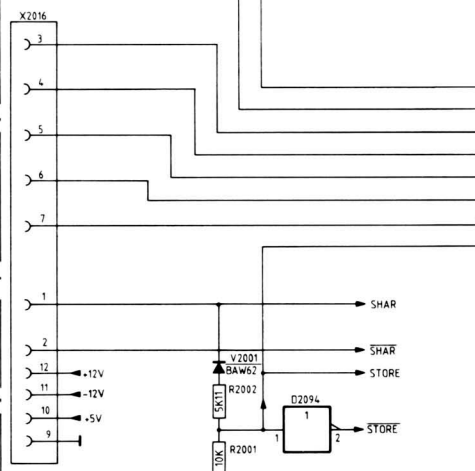 X2016
3
4
5
6
7
1 SHAR
2 SHAR
12 +12V
V2001
BAW62
STORE
11 -12V
5K11 R2002
10 +5V
D2094
1
9
1 2 STORE
10K R2001